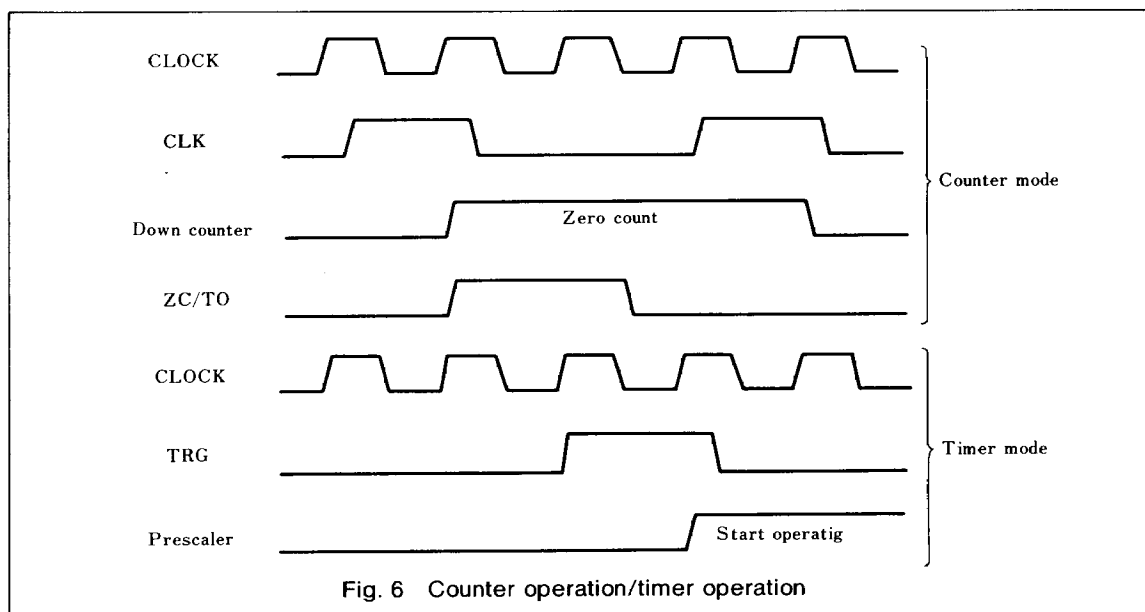 CLOCK
CLK
Counter mode
Down counter
Zero count
ZC/TO
CLOCK
TRG
Timer mode
Prescaler
Start operatig
Fig. 6 Counter operation/timer operation